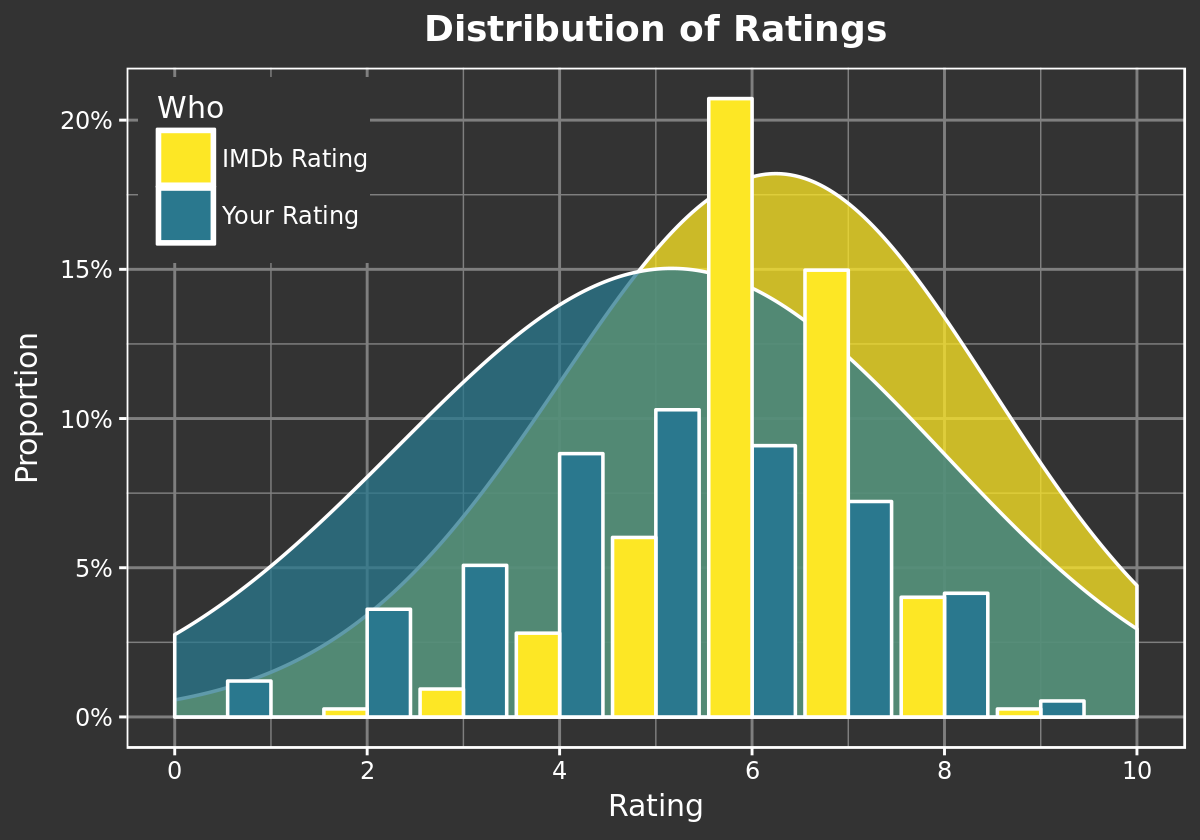 Distribution of Ratings
Who
IMDb Rating
Your Rating
20%
15%
10%
5%
0%
Proportion
0 2 4 6 8 10
Rating